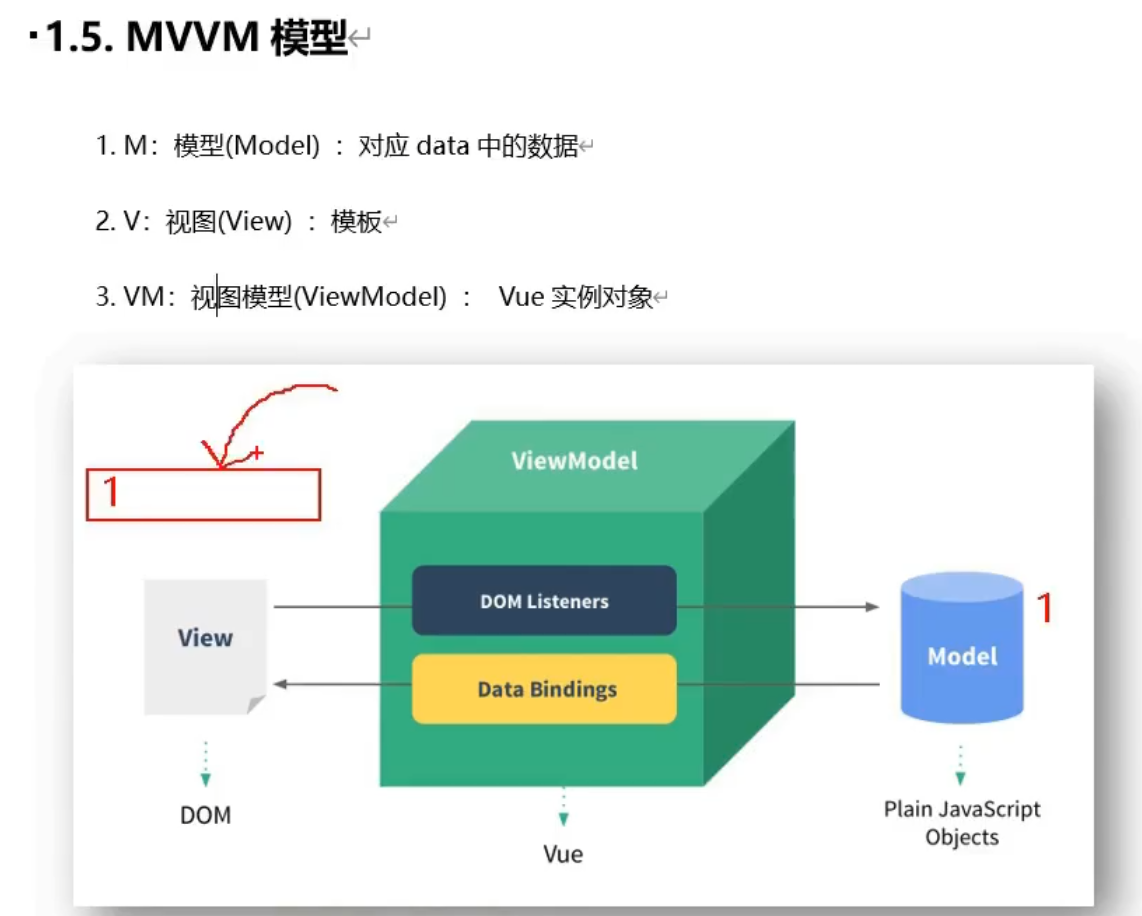 1.5. MVVM 模型
1. M：模型(Model) ：对应 data 中的数据
2. V：视图(View) ：模板
3. VM：视图模型(ViewModel) ： Vue 实例对象
ViewModel
1
DOM Listeners
1
View
Model
Data Bindings
DOM
Plain JavaScript
Objects
Vue